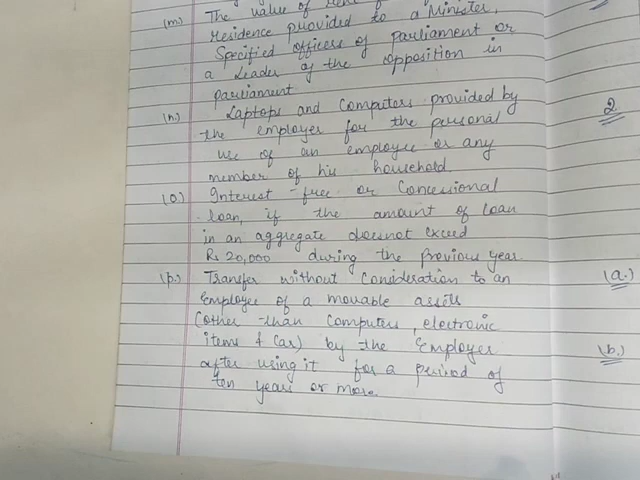 (m.) The value of rent
residence provided to a Minister,
Specified officers of parliament or
a leader of the opposition in
parliament
(n.) Laptops and Computers provided by
the employer for the personal
use of an employee or any
member of his household
(o.) Interest-free or Concessional
loan, if the amount of loan
in an aggregate doesnot exceed
Rs 20,000 during the Previous year.
(p.) Transfer without Consideration to an
Employee of a movable assets
(other than Computers, electronic
items & Car) by the Employer
after using it for a period of
ten years or more.
2
(a.)
(b.)